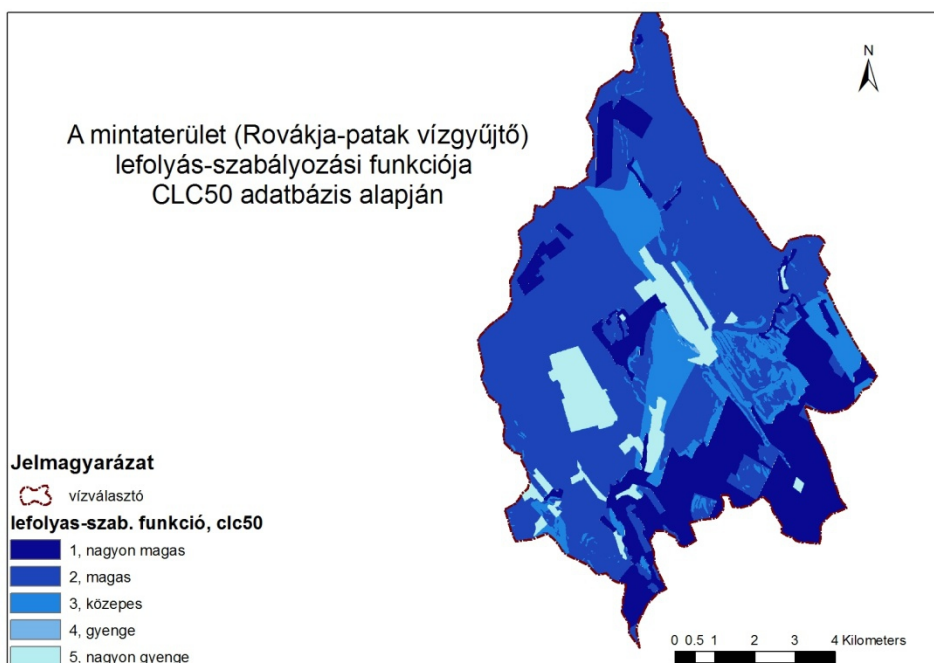 A mintaterület (Rovákja-patak vízgyűjtő)
lefolyás-szabályozási funkciója
CLC50 adatbázis alapján
N
Jelmagyarázat
vízválasztó
lefolyas-szab. funkció, clc50
1, nagyon magas
2, magas
3, közepes
4, gyenge
5, nagyon gyenge
0 0.5 1 2 3 4 Kilometers